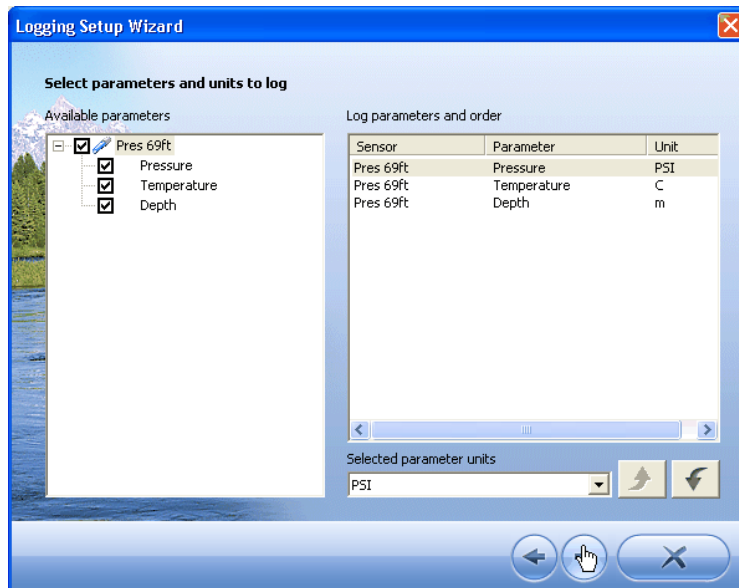 Logging Setup Wizard
Select parameters and units to log
Available parameters
Pres 69ft
Pressure
Temperature
Depth
Log parameters and order
Sensor Parameter Unit
Pres 69ft Pressure PSI
Pres 69ft Temperature C
Pres 69ft Depth m
Selected parameter units
PSI